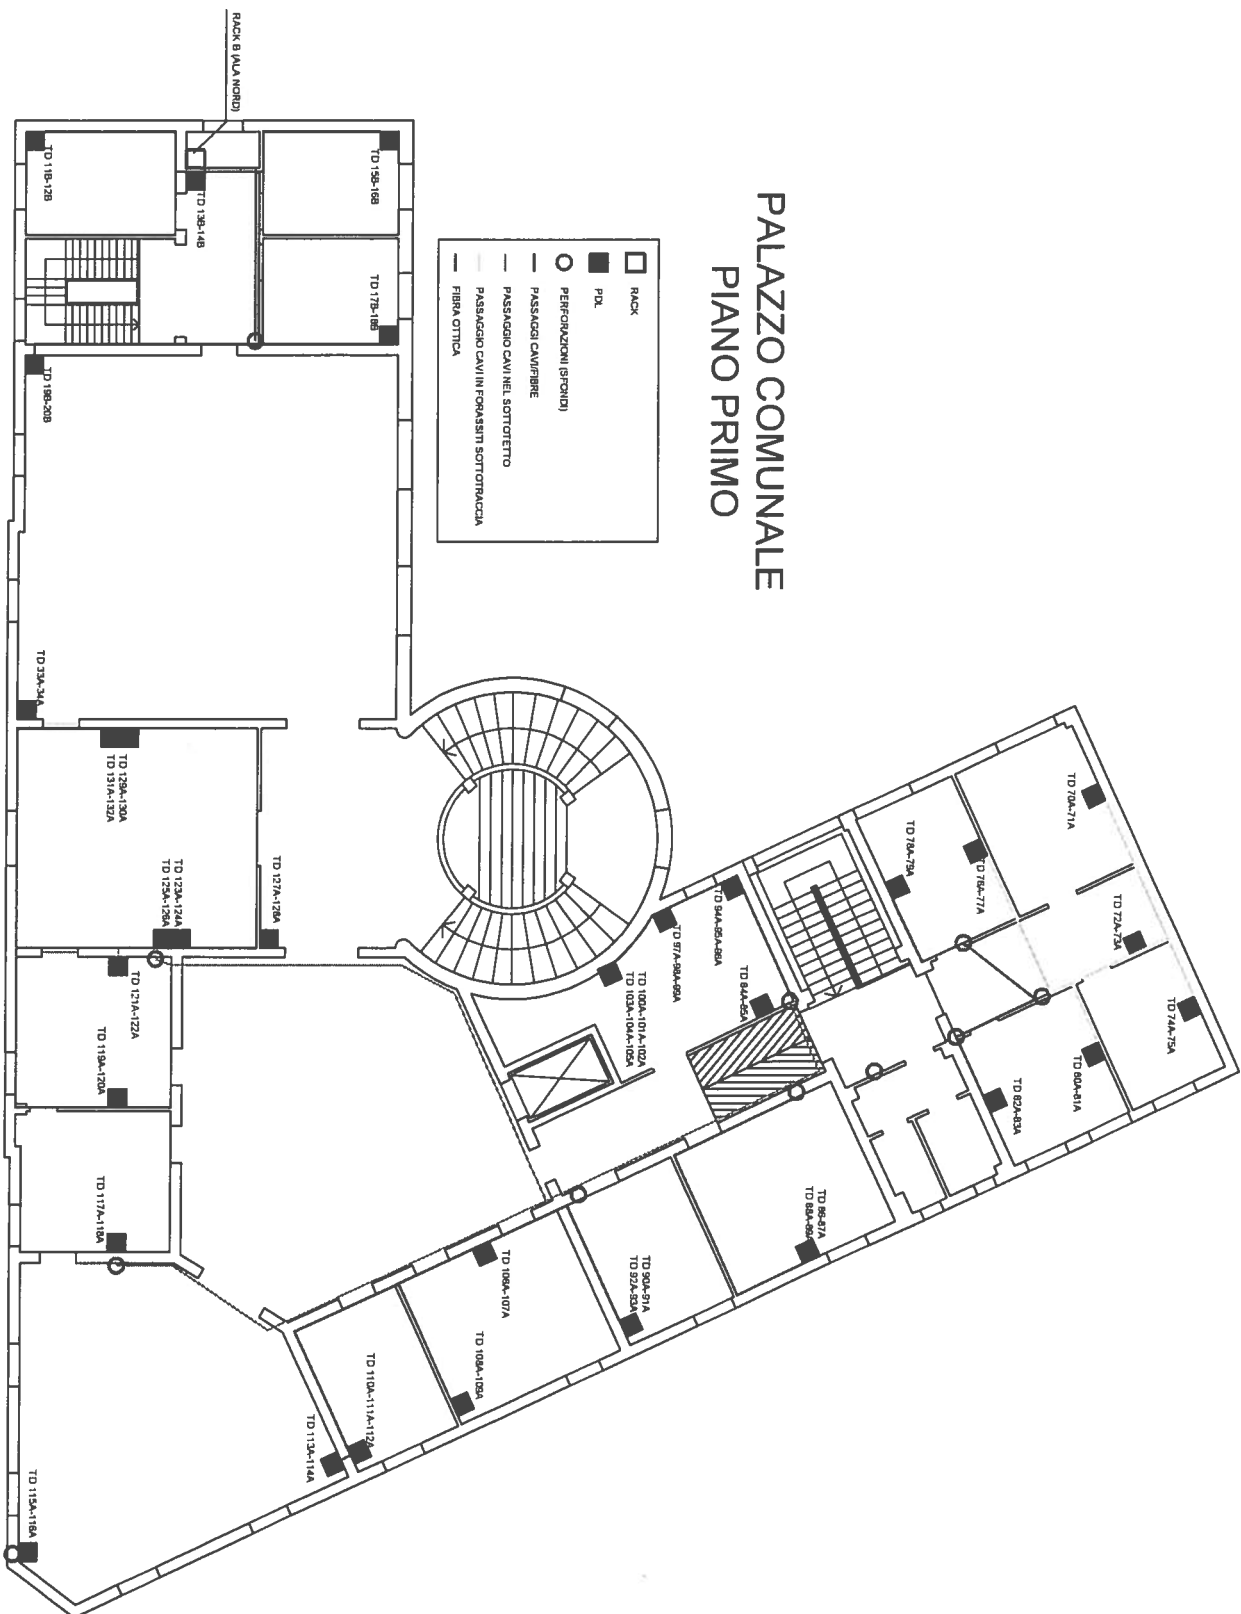 PALAZZO COMUNALE
PIANO PRIMO
RACK
PDL
PERFORAZIONI (SFONDI)
PASSAGGI CAVI/FIBRE
PASSAGGIO CAVI NEL SOTTOTETTO
PASSAGGIO CAVI IN FORASSITI SOTTOTRACCIA
FIBRA OTTICA
RACK B (ALA NORD)
TD 15B-16B
TD 17B-18B
TD 13B-14B
TD 11B-12B
TD 19B-20B
TD 33A-34A
TD 129A-130A
TD 131A-132A
TD 127A-128A
TD 123A-124A
TD 125A-126A
TD 121A-122A
TD 119A-120A
TD 117A-118A
TD 115A-116A
TD 113A-114A
TD 110A-111A-112A
TD 108A-109A
TD 106A-107A
TD 90A-91A
TD 92A-93A
TD 86-87A
TD 88A-89
TD 100A-101A-102A
TD 103A-104A-105A
TD 97A-98A-99A
TD 94A-95A-96A
TD 84A-85A
TD 78A-79A
TD 76A-77A
TD 70A-71A
TD 72A-73A
TD 74A-75A
TD 80A-81A
TD 82A-83A